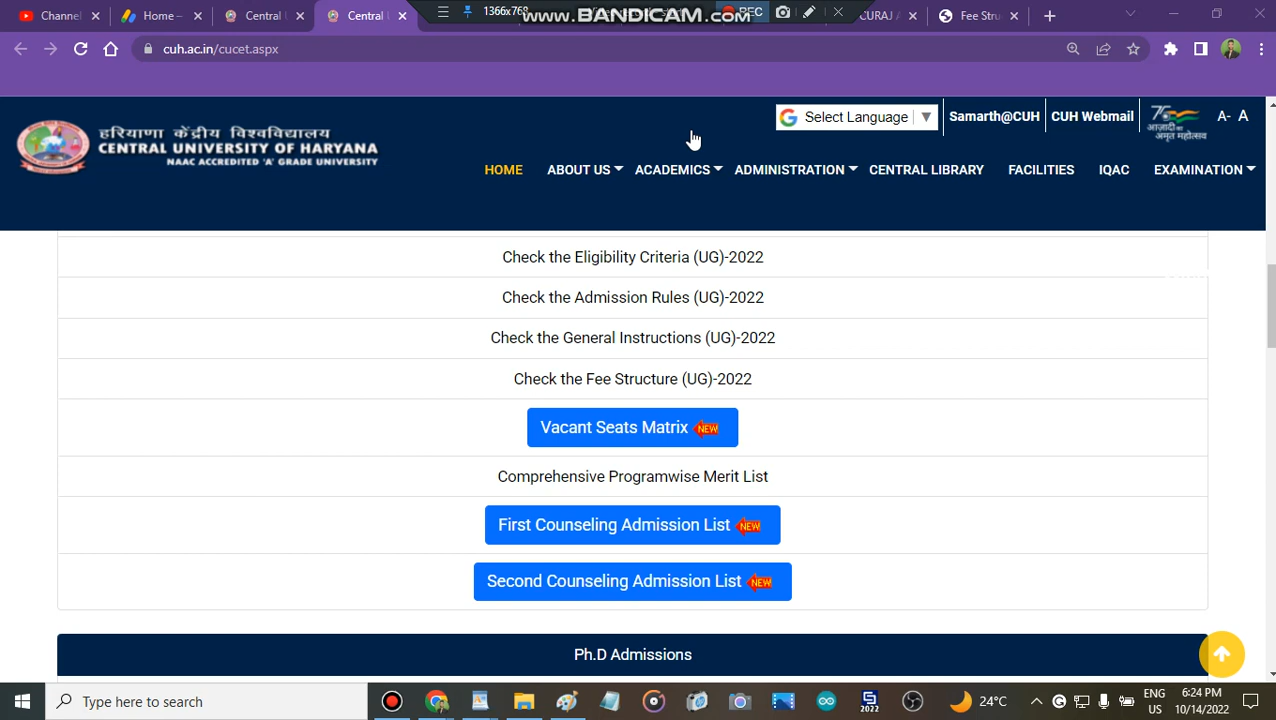 Channel
Home –
Central U
Central
1366x768
www.BANDICAM.com
REC
CURAJ A
Fee Stru
cuh.ac.in/cucet.aspx
Select Language
Samarth@CUH
CUH Webmail
A- A
हरियाणा केंद्रीय विश्वविद्यालय
CENTRAL UNIVERSITY OF HARYANA
NAAC ACCREDITED 'A' GRADE UNIVERSITY
आज़ादी का
अमृत महोत्सव
HOME ABOUT US ACADEMICS ADMINISTRATION CENTRAL LIBRARY FACILITIES IQAC EXAMINATION
Check the Eligibility Criteria (UG)-2022
Check the Admission Rules (UG)-2022
Check the General Instructions (UG)-2022
Check the Fee Structure (UG)-2022
Vacant Seats Matrix NEW
Comprehensive Programwise Merit List
First Counseling Admission List NEW
Second Counseling Admission List NEW
Ph.D Admissions
Type here to search
2022
24°C
ENG
US
6:24 PM
10/14/2022